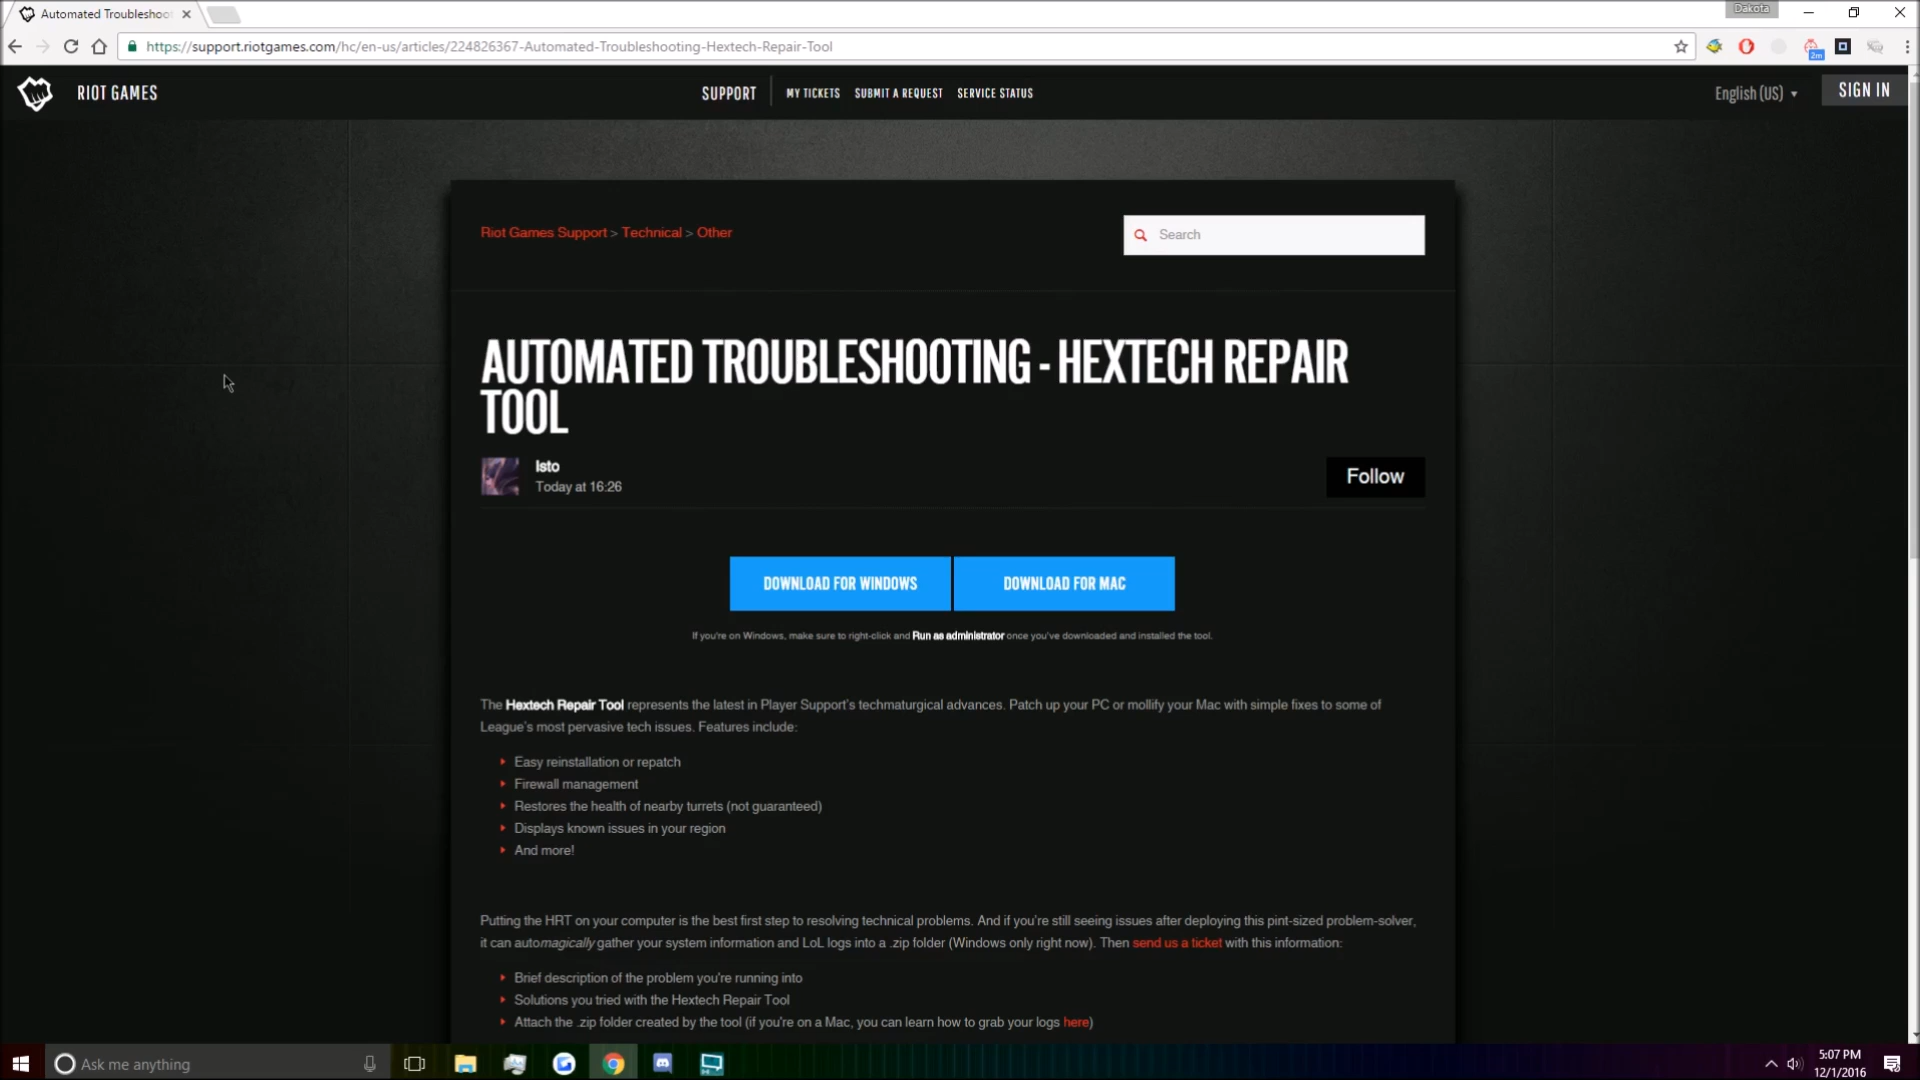 Automated Troubleshoot
Dakota
https://support.riotgames.com/hc/en-us/articles/224826367-Automated-Troubleshooting-Hextech-Repair-Tool
2m
RIOT GAMES
SUPPORT
MY TICKETS
SUBMIT A REQUEST
SERVICE STATUS
English (US)
SIGN IN
Riot Games Support > Technical > Other
Search
AUTOMATED TROUBLESHOOTING - HEXTECH REPAIR
TOOL
Isto
Today at 16:26
Follow
DOWNLOAD FOR WINDOWS
DOWNLOAD FOR MAC
If you're on Windows, make sure to right-click and Run as administrator once you've downloaded and installed the tool.
The Hextech Repair Tool represents the latest in Player Support's techmaturgical advances. Patch up your PC or mollify your Mac with simple fixes to some of
League's most pervasive tech issues. Features include:
Easy reinstallation or repatch
Firewall management
Restores the health of nearby turrets (not guaranteed)
Displays known issues in your region
And more!
Putting the HRT on your computer is the best first step to resolving technical problems. And if you're still seeing issues after deploying this pint-sized problem-solver,
it can automagically gather your system information and LoL logs into a .zip folder (Windows only right now). Then send us a ticket with this information:
Brief description of the problem you're running into
Solutions you tried with the Hextech Repair Tool
Attach the .zip folder created by the tool (if you're on a Mac, you can learn how to grab your logs here)
Ask me anything
5:07 PM
12/1/2016